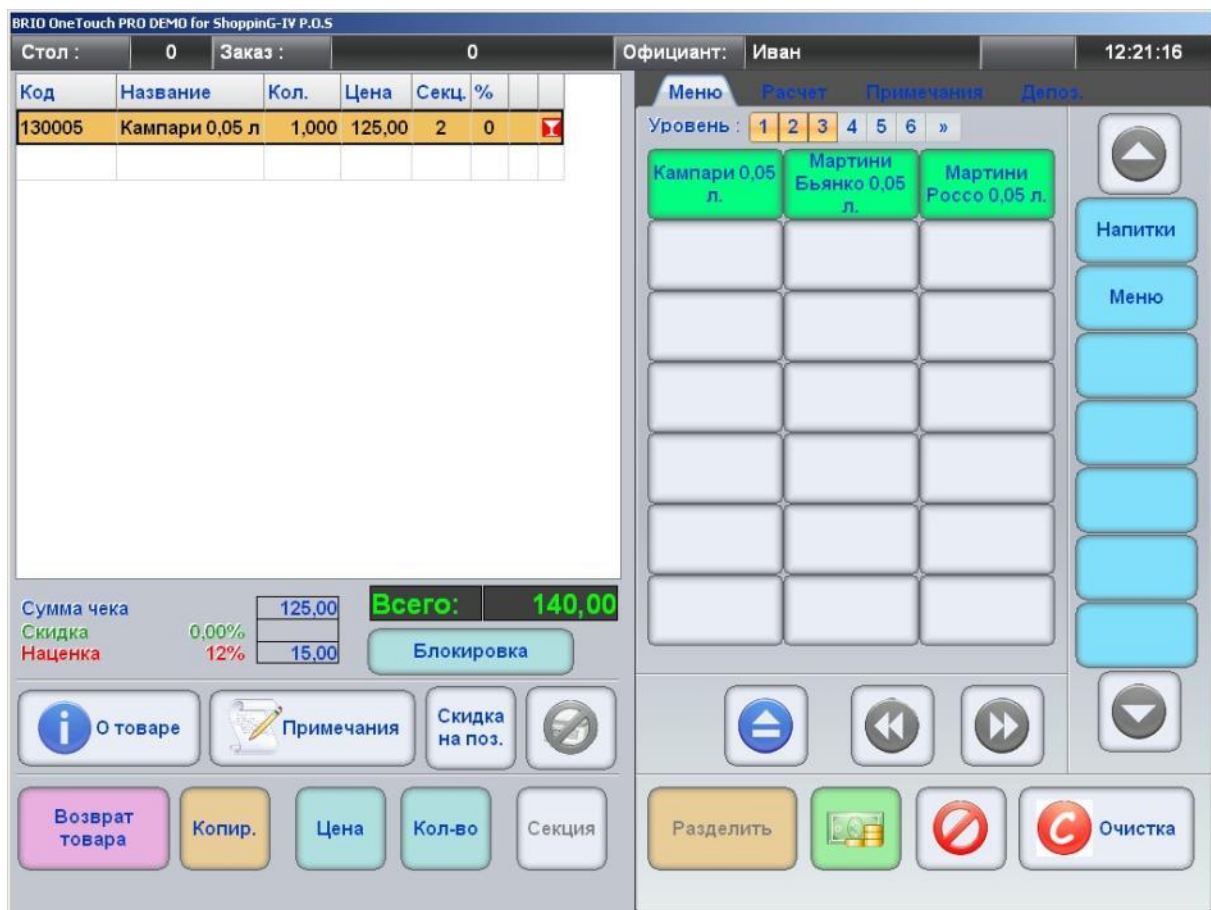 BRIO OneTouch PRO DEMO for ShoppinG-IV P.O.S
Стол : 0 Заказ : 0 Официант: Иван 12:21:16
Код Название Кол. Цена Секц. %
130005 Кампари 0,05 л 1,000 125,00 2 0
Меню Расчет Примечания Депоз.
Уровень : 1 2 3 4 5 6 »
Кампари 0,05
л.
Мартини
Бьянко 0,05
л.
Мартини
Россо 0,05 л.
Напитки
Меню
Сумма чека 125,00
Скидка 0,00%
Наценка 12% 15,00
Всего: 140,00
Блокировка
О товаре
Примечания
Скидка
на поз.
Возврат
товара
Копир.
Цена
Кол-во
Секция
Разделить
C Очистка